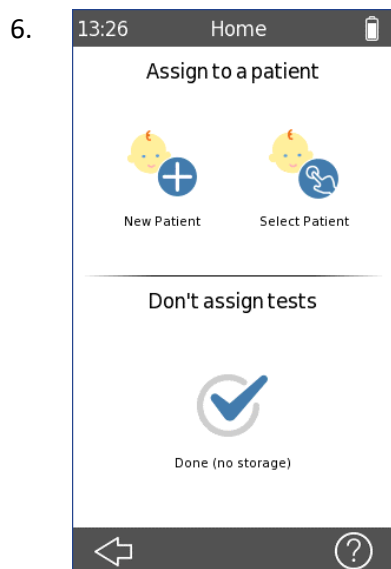 6.
13:26 Home
Assign to a patient
New Patient Select Patient
Don't assign tests
Done (no storage)
?